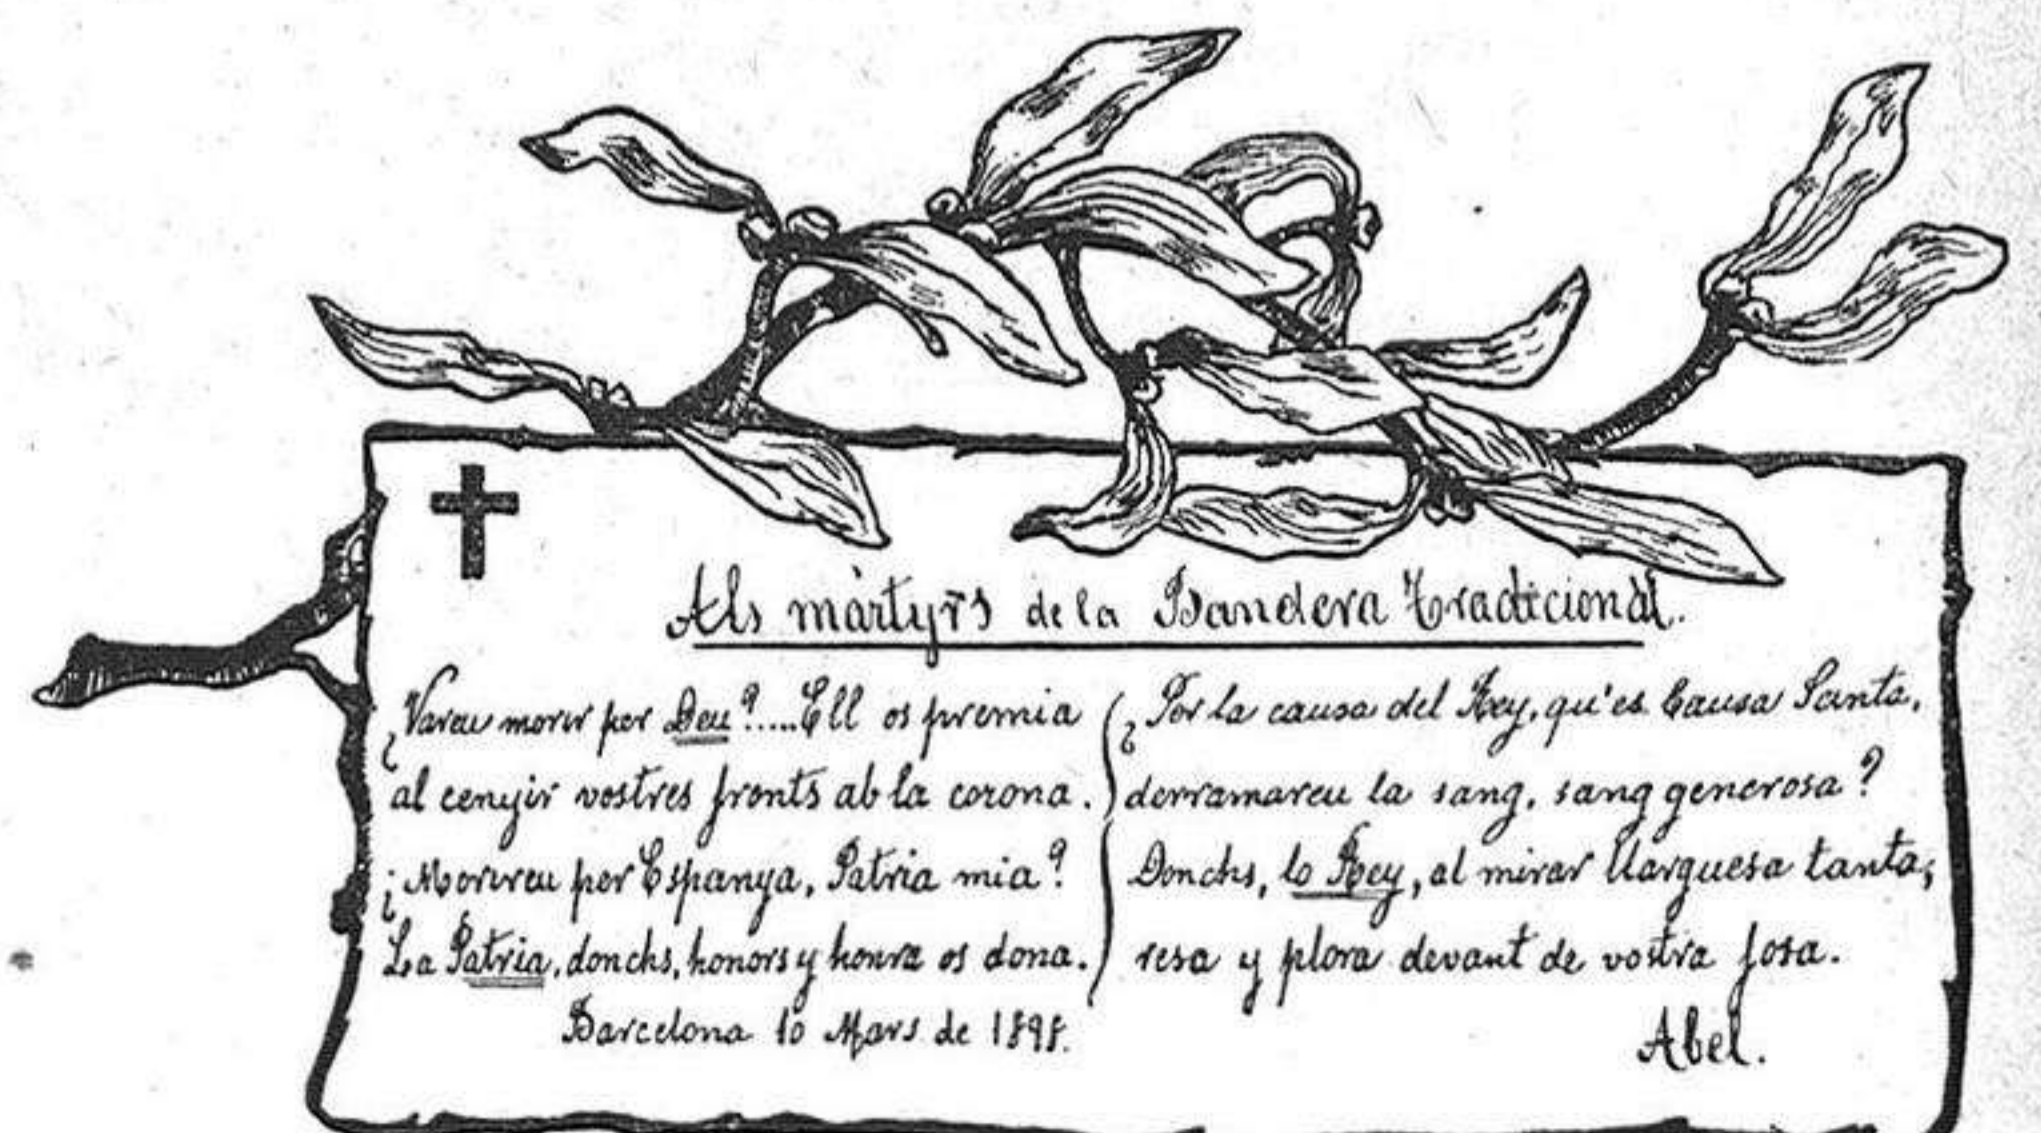 Als màrtyrs de la Bandera Tradicional.
¿Vareu morir per Deu?.....Ell os premia
al cenyir vostres fronts ab la corona.
¿Morireu per Espanya, Patria mia?
La Patria, donchs, honors y honra os dona.
Barcelona 10 Mars de 1898.
¿Per la causa del Rey, qu'es Causa Santa,
derramareu la sang, sang generosa?
Donchs, lo Rey, al mirar llarguesa tanta,
resa y plora devant de vostra fosa.
Abel.